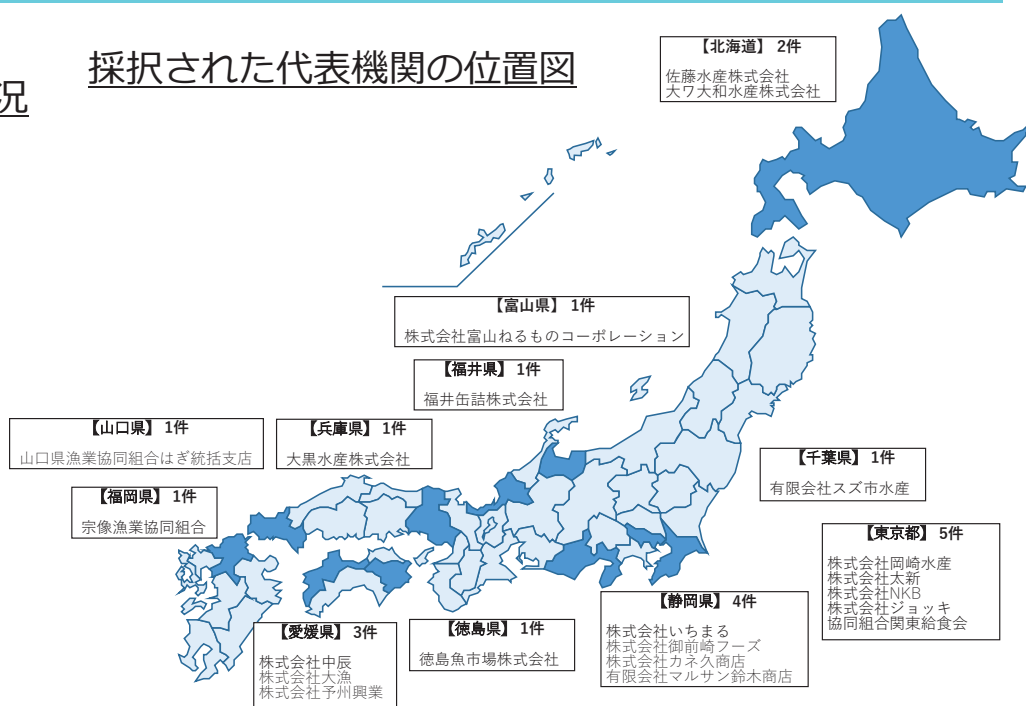 況
採択された代表機関の位置図
【北海道】 2件
佐藤水産株式会社
大ワ大和水産株式会社
【富山県】 1件
株式会社富山ねるものコーポレーション
【福井県】 1件
福井缶詰株式会社
【山口県】 1件
山口県漁業協同組合はぎ統括支店
【兵庫県】 1件
大黒水産株式会社
【福岡県】 1件
宗像漁業協同組合
【千葉県】 1件
有限会社スズ市水産
【東京都】 5件
株式会社岡崎水産
株式会社太新
株式会社NKB
株式会社ジョッキ
協同組合関東給食会
【静岡県】 4件
株式会社いちまる
株式会社御前崎フーズ
株式会社カネ久商店
有限会社マルサン鈴木商店
【徳島県】 1件
徳島魚市場株式会社
【愛媛県】 3件
株式会社中辰
株式会社大漁
株式会社予州興業